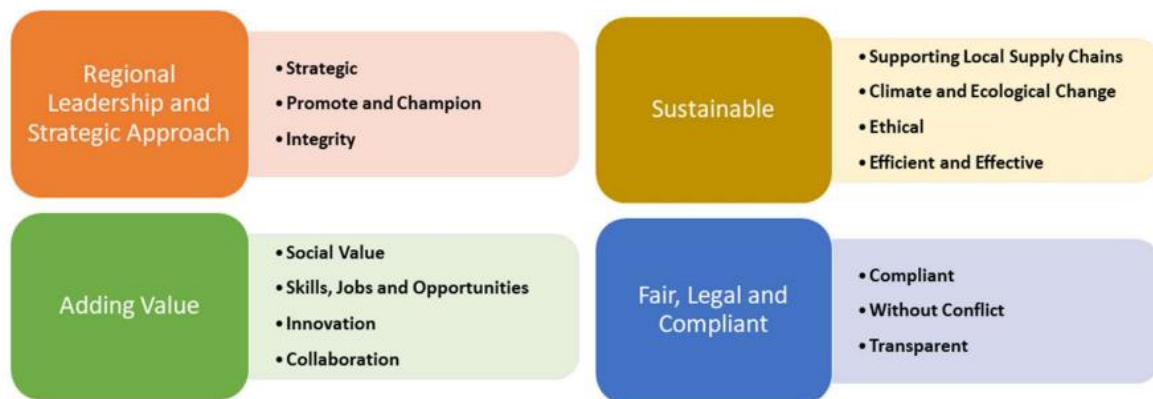 Regional
Leadership and
Strategic Approach
• Strategic
• Promote and Champion
• Integrity
Sustainable
• Supporting Local Supply Chains
• Climate and Ecological Change
• Ethical
• Efficient and Effective
Adding Value
• Social Value
• Skills, Jobs and Opportunities
• Innovation
• Collaboration
Fair, Legal and
Compliant
• Compliant
• Without Conflict
• Transparent